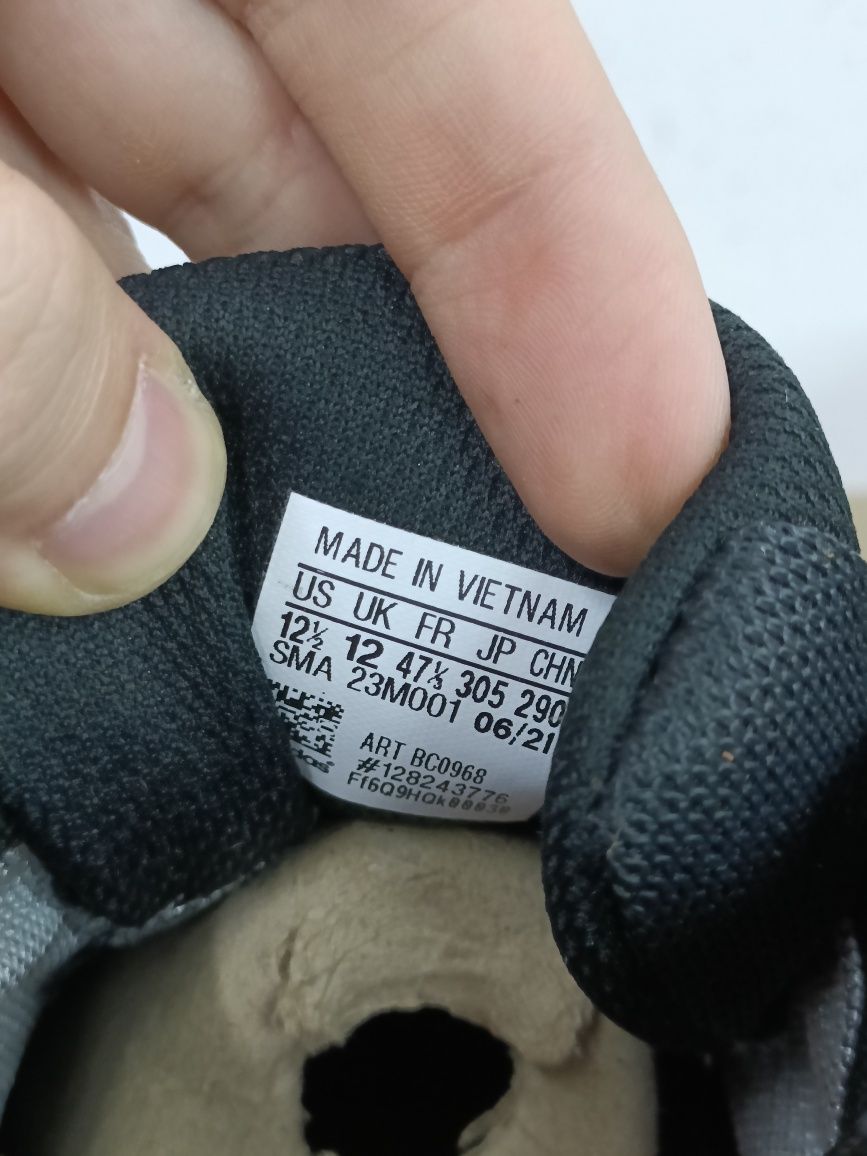 MADE IN VIETNAM
US UK FR JP CHN
12½ 12 47⅓ 305 290
SMA 23M001 06/21
ART BC0968
#128243776